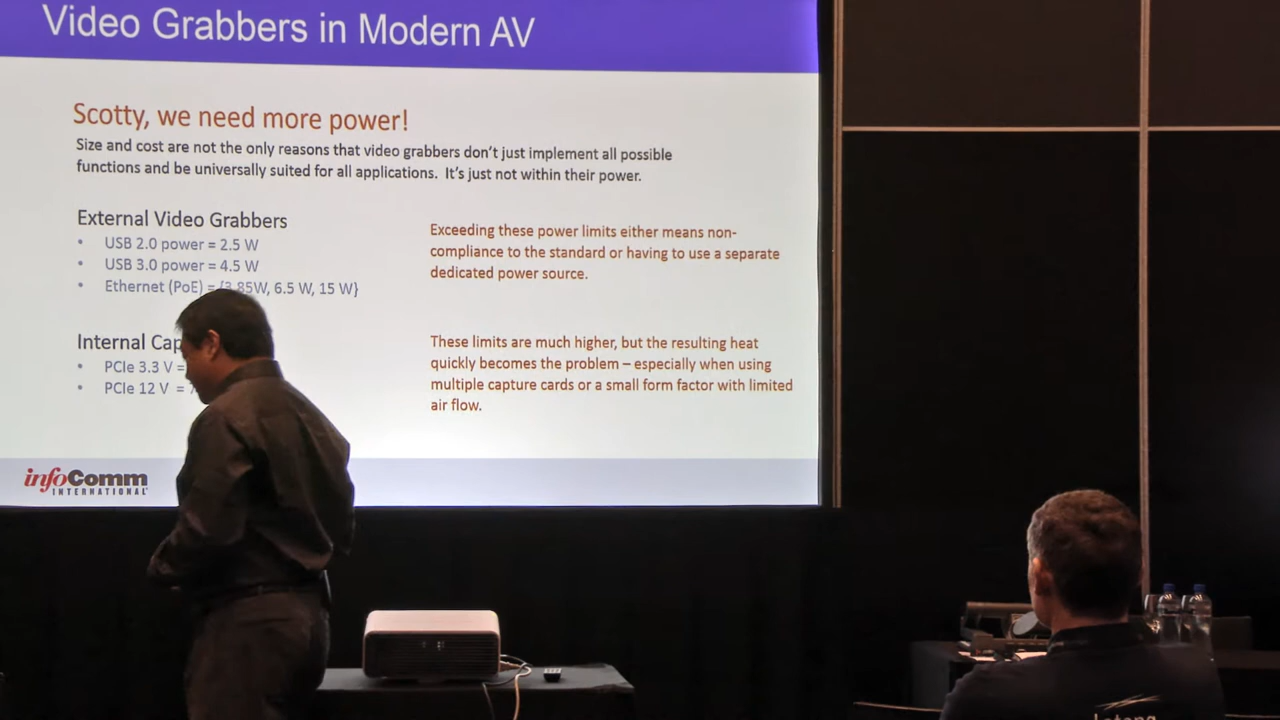 Video Grabbers in Modern AV
Scotty, we need more power!
Size and cost are not the only reasons that video grabbers don't just implement all possible
functions and be universally suited for all applications. It's just not within their power.
External Video Grabbers
• USB 2.0 power = 2.5 W
• USB 3.0 power = 4.5 W
• Ethernet (PoE) = {3.85W, 6.5 W, 15 W}
Exceeding these power limits either means non-
compliance to the standard or having to use a separate
dedicated power source.
Internal
• PCIe 3.3 V =
• PCIe 12 V =
These limits are much higher, but the resulting heat
quickly becomes the problem – especially when using
multiple capture cards or a small form factor with limited
air flow.
infoComm
INTERNATIONAL